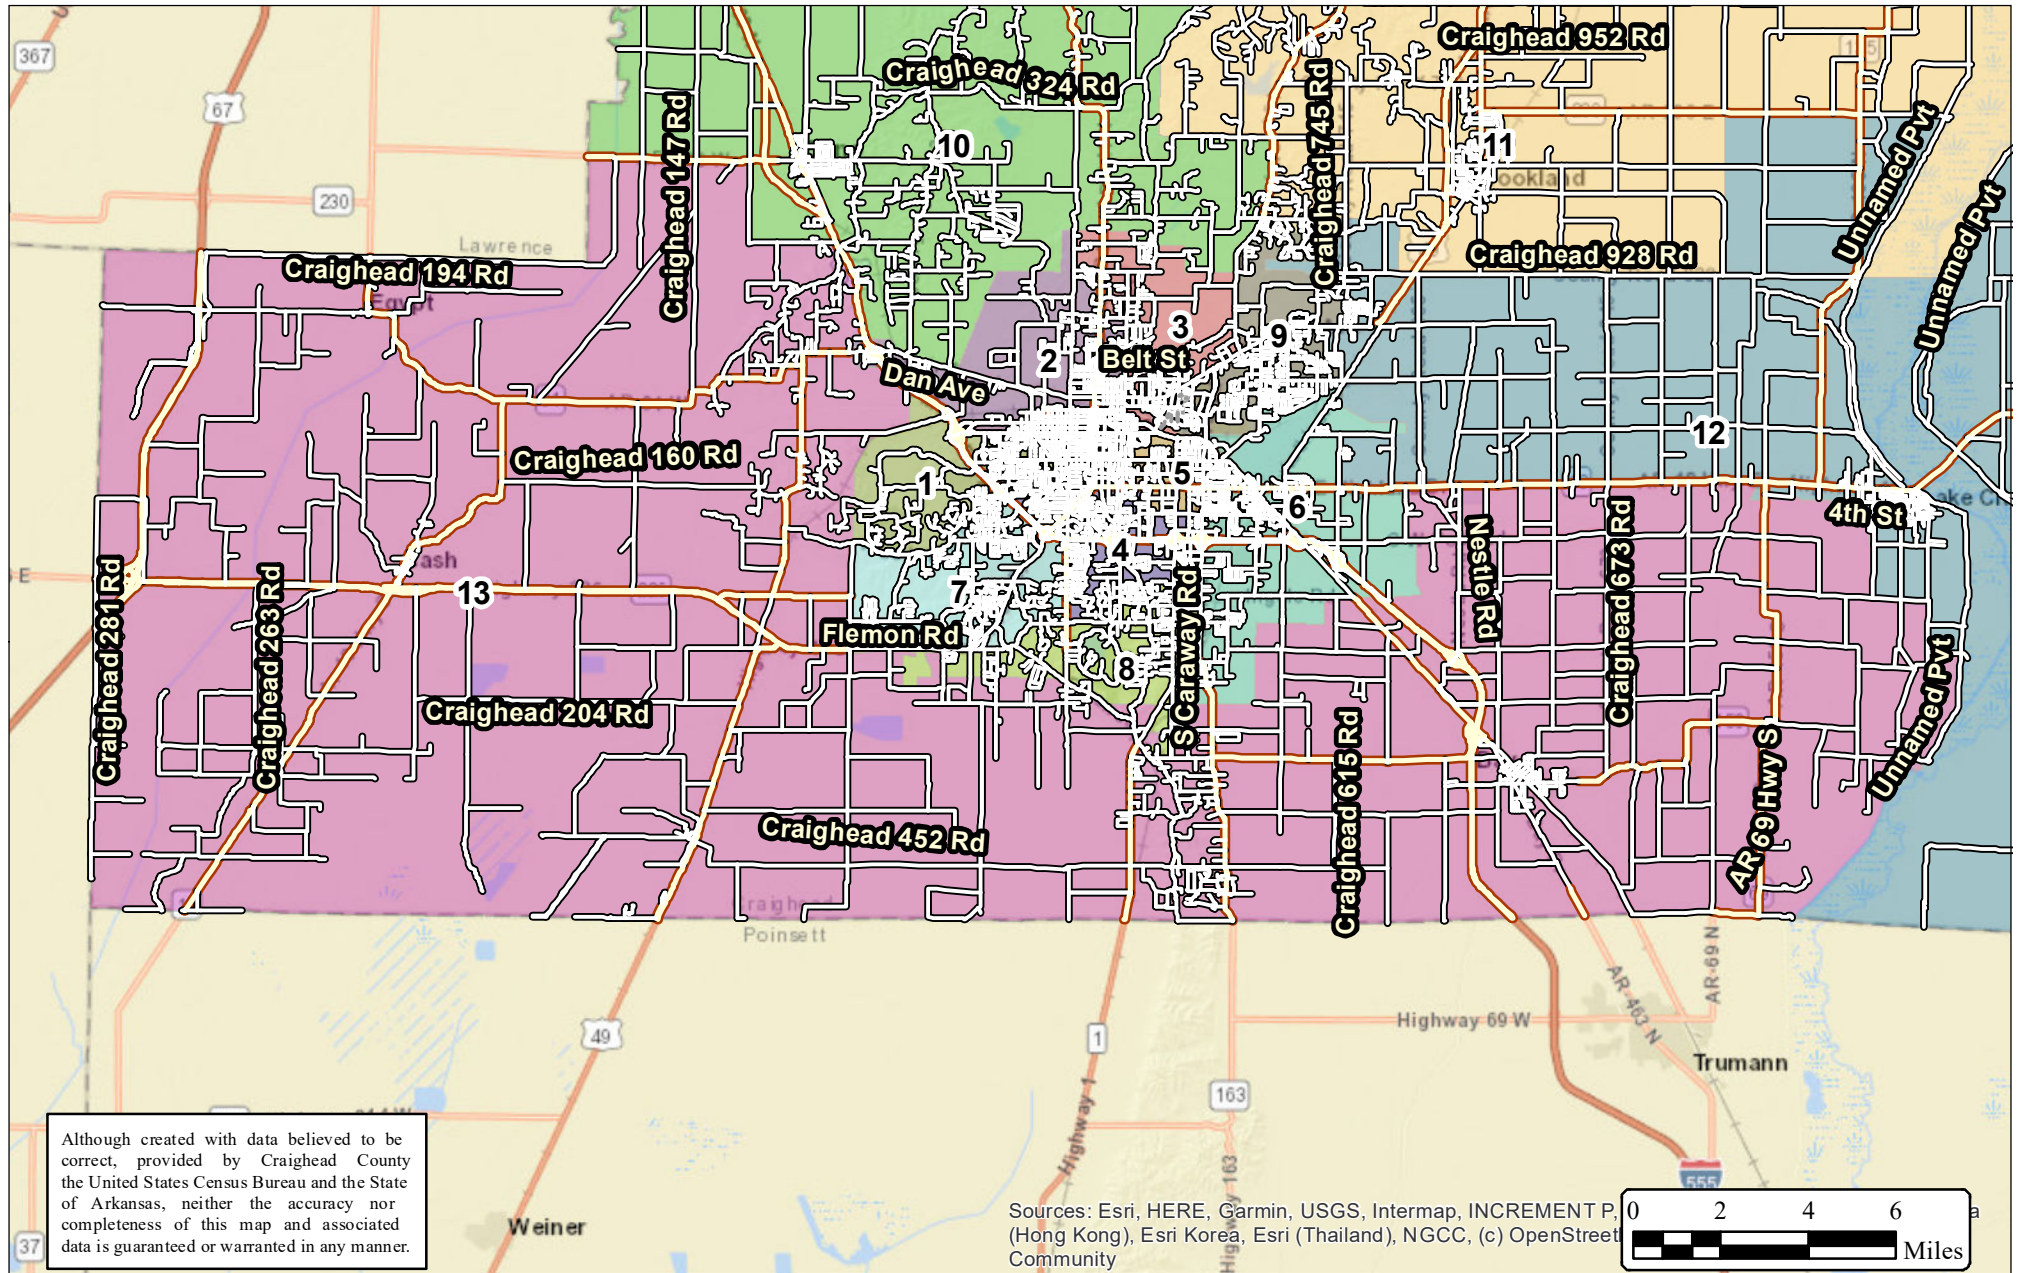 367
Craighead 952 Rd
67
Craighead 324 Rd
Craighead 745 Rd
Craighead 147 Rd
Unnamed Pvt
10
11
ookland
230
Unnamed Pvt
Lawrence
Craighead 194 Rd
Craighead 928 Rd
Egypt
3
9
2
Belt St
Dan Ave
12
Craighead 160 Rd
5
1
6
ake Ci
4th St
Nestle Rd
Craighead 673 Rd
4
ash
E
13
7
Craighead 281 Rd
Craighead 263 Rd
Flemon Rd
S Caraway Rd
8
Unnamed Pvt
Craighead 204 Rd
Craighead 615 Rd
AR 69 Hwy S
Craighead 452 Rd
Craighead
Poinsett
AR-69 N
AR-463 N
Highway 69 W
49
1
Trumann
163
Highway 1
Highway 163
555
Although created with data believed to be
correct, provided by Craighead County
the United States Census Bureau and the State
of Arkansas, neither the accuracy nor
completeness of this map and associated
data is guaranteed or warranted in any manner.
37
Weiner
Sources: Esri, HERE, Garmin, USGS, Intermap, INCREMENT P,
(Hong Kong), Esri Korea, Esri (Thailand), NGCC, (c) OpenStreet
Community
0 2 4 6
Miles